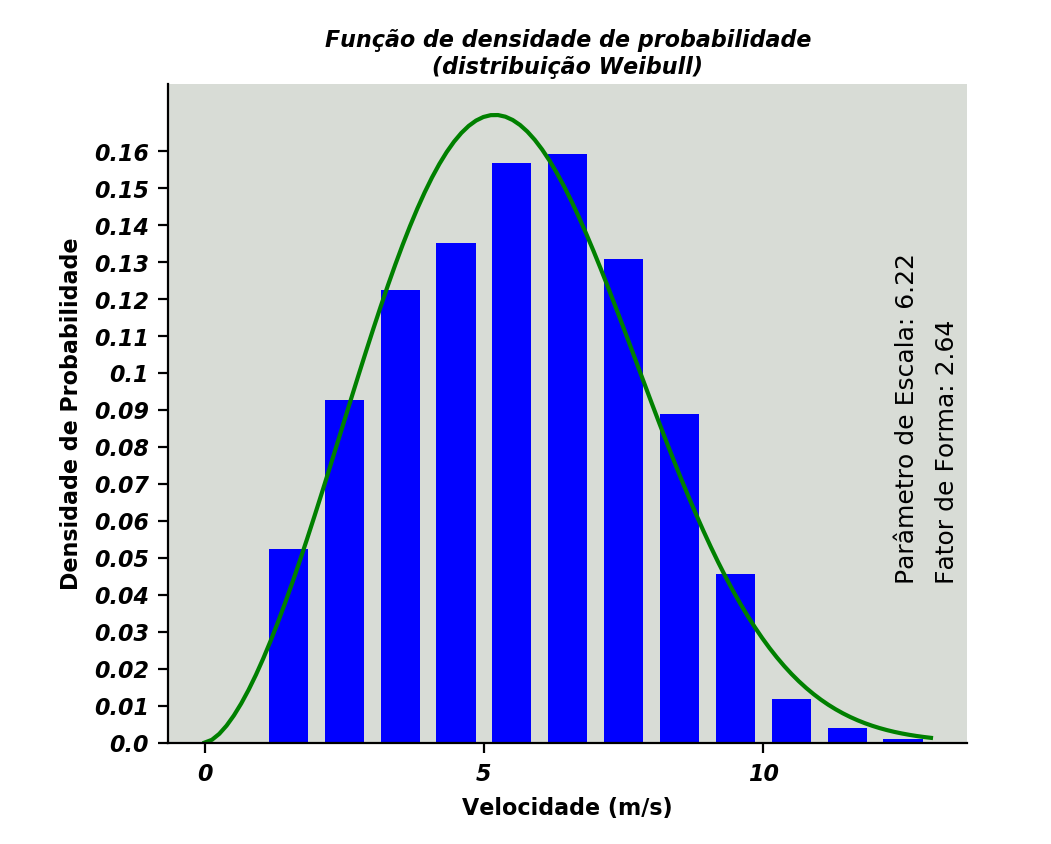 Função de densidade de probabilidade
(distribuição Weibull)
Densidade de Probabilidade
0.16
0.15
0.14
0.13
0.12
0.11
0.1
0.09
0.08
0.07
0.06
0.05
0.04
0.03
0.02
0.01
0.0
Parâmetro de Escala: 6.22
Fator de Forma: 2.64
0 5 10
Velocidade (m/s)